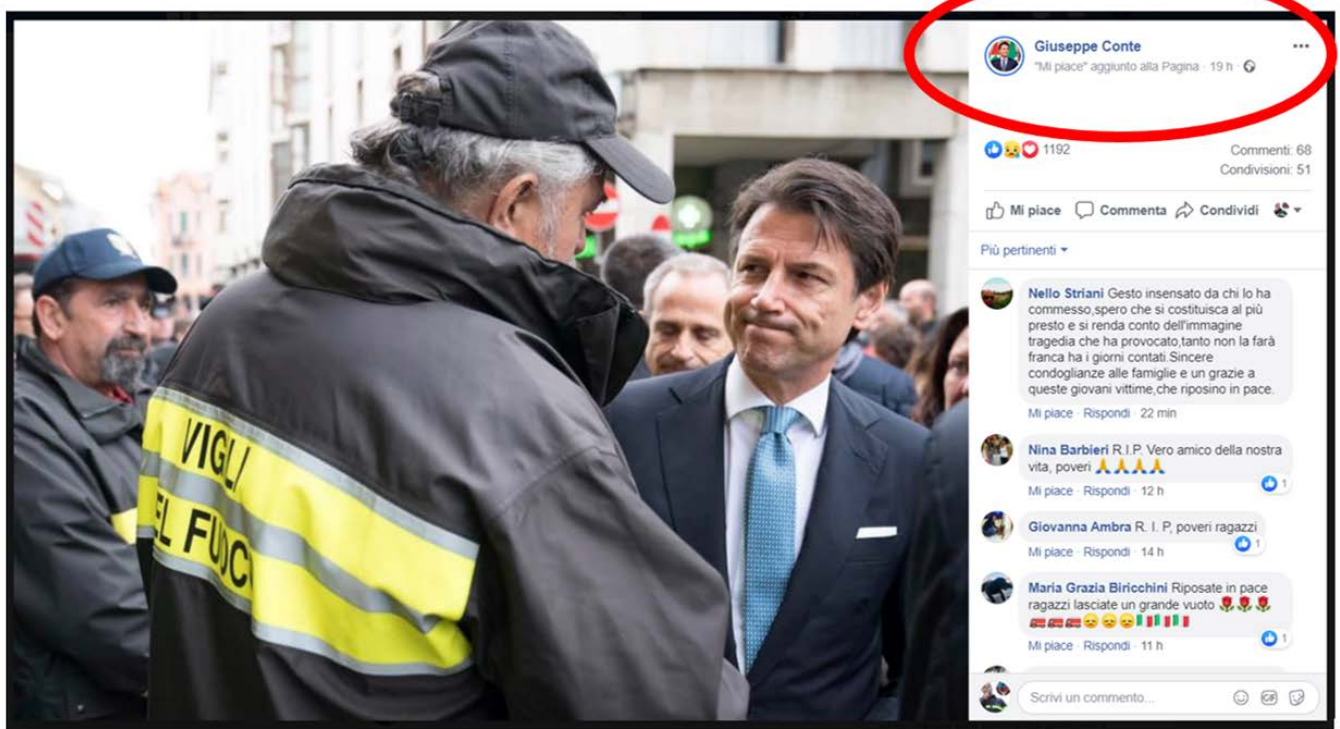 VIGILI
EL FUOC
Giuseppe Conte
"Mi piace" aggiunto alla Pagina · 19 h ·
1192
Commenti: 68
Condivisioni: 51
Mi piace
Commenta
Condividi
Più pertinenti
Nello Striani Gesto insensato da chi lo ha
commesso,spero che si costituisca al più
presto e si renda conto dell'immagine
tragedia che ha provocato,tanto non la farà
franca ha i giorni contati.Sincere
condoglianze alle famiglie e un grazie a
queste giovani vittime,che riposino in pace.
Mi piace · Rispondi · 22 min
Nina Barbieri R.I.P. Vero amico della nostra
vita, poveri 🙏🙏🙏🙏
1
Mi piace · Rispondi · 12 h
Giovanna Ambra R. I. P, poveri ragazzi
1
Mi piace · Rispondi · 14 h
Maria Grazia Biricchini Riposate in pace
ragazzi lasciate un grande vuoto 🌹🌹🌹
🚒🚒🚒😔😔😔🇮🇹🇮🇹🇮🇹
1
Mi piace · Rispondi · 11 h
Scrivi un commento...
GIF